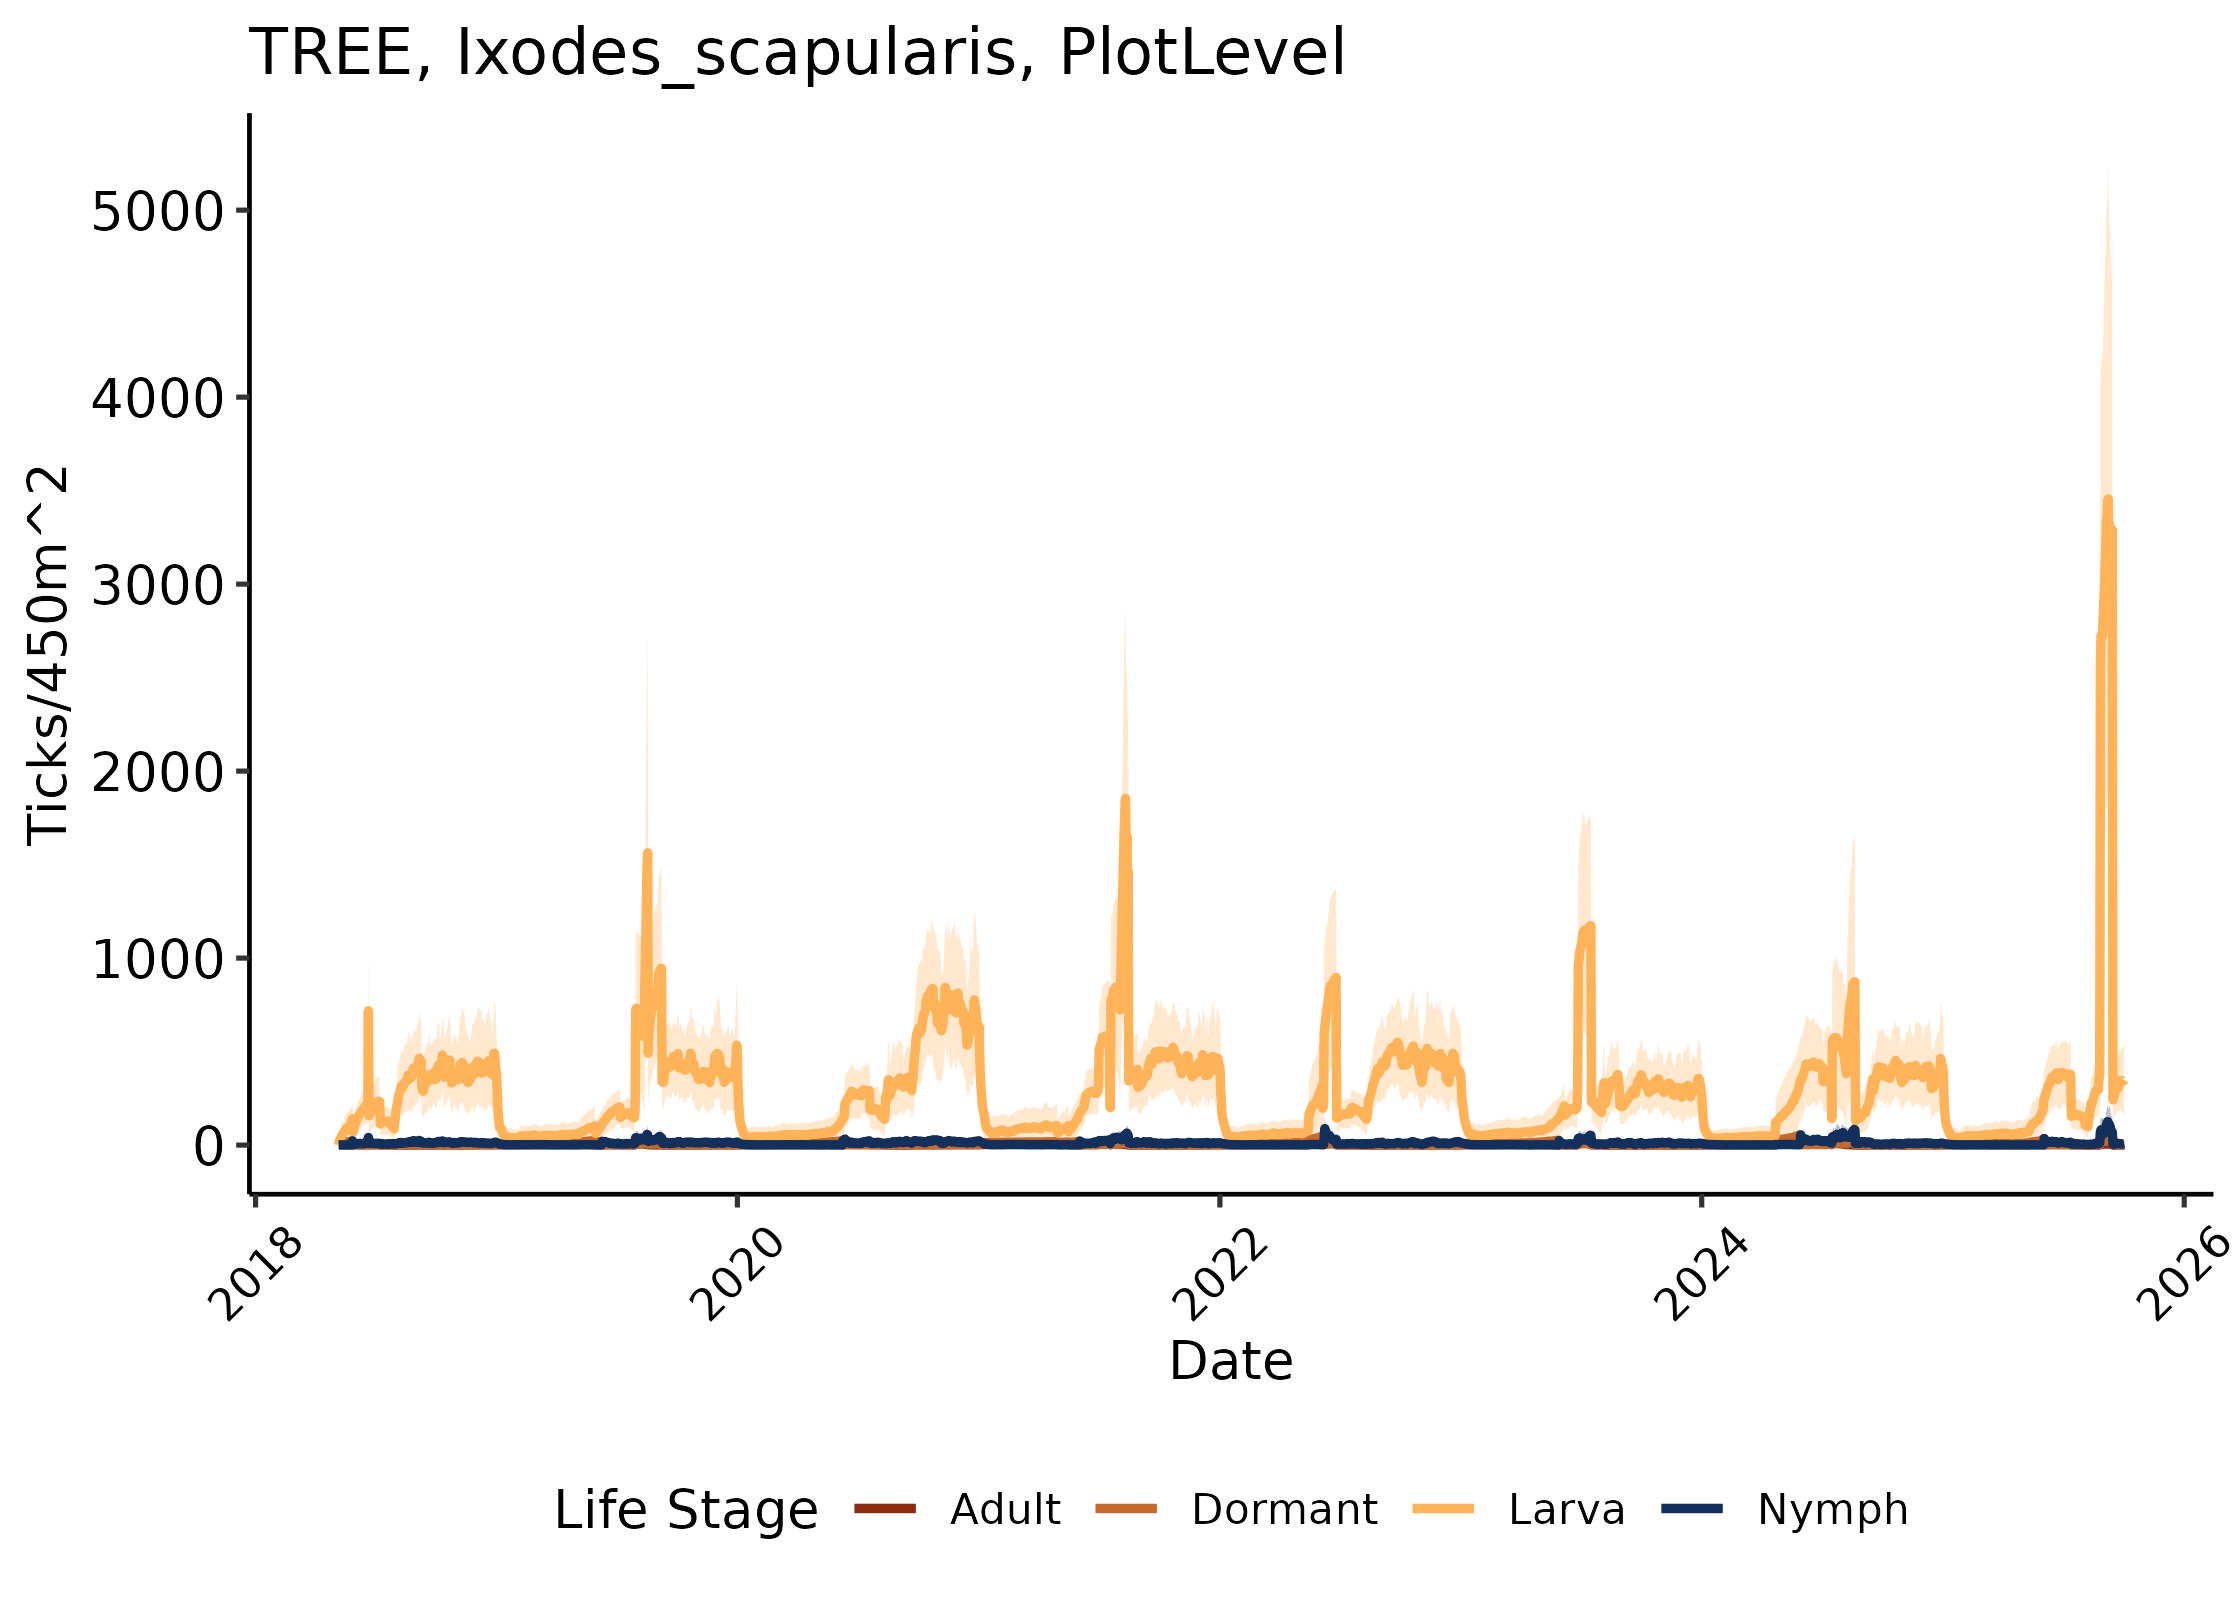 TREE, Ixodes_scapularis, PlotLevel
Ticks/450m^2
5000
4000
3000
2000
1000
0
2018
2020
2022
2024
2026
Date
Life Stage Adult Dormant Larva Nymph